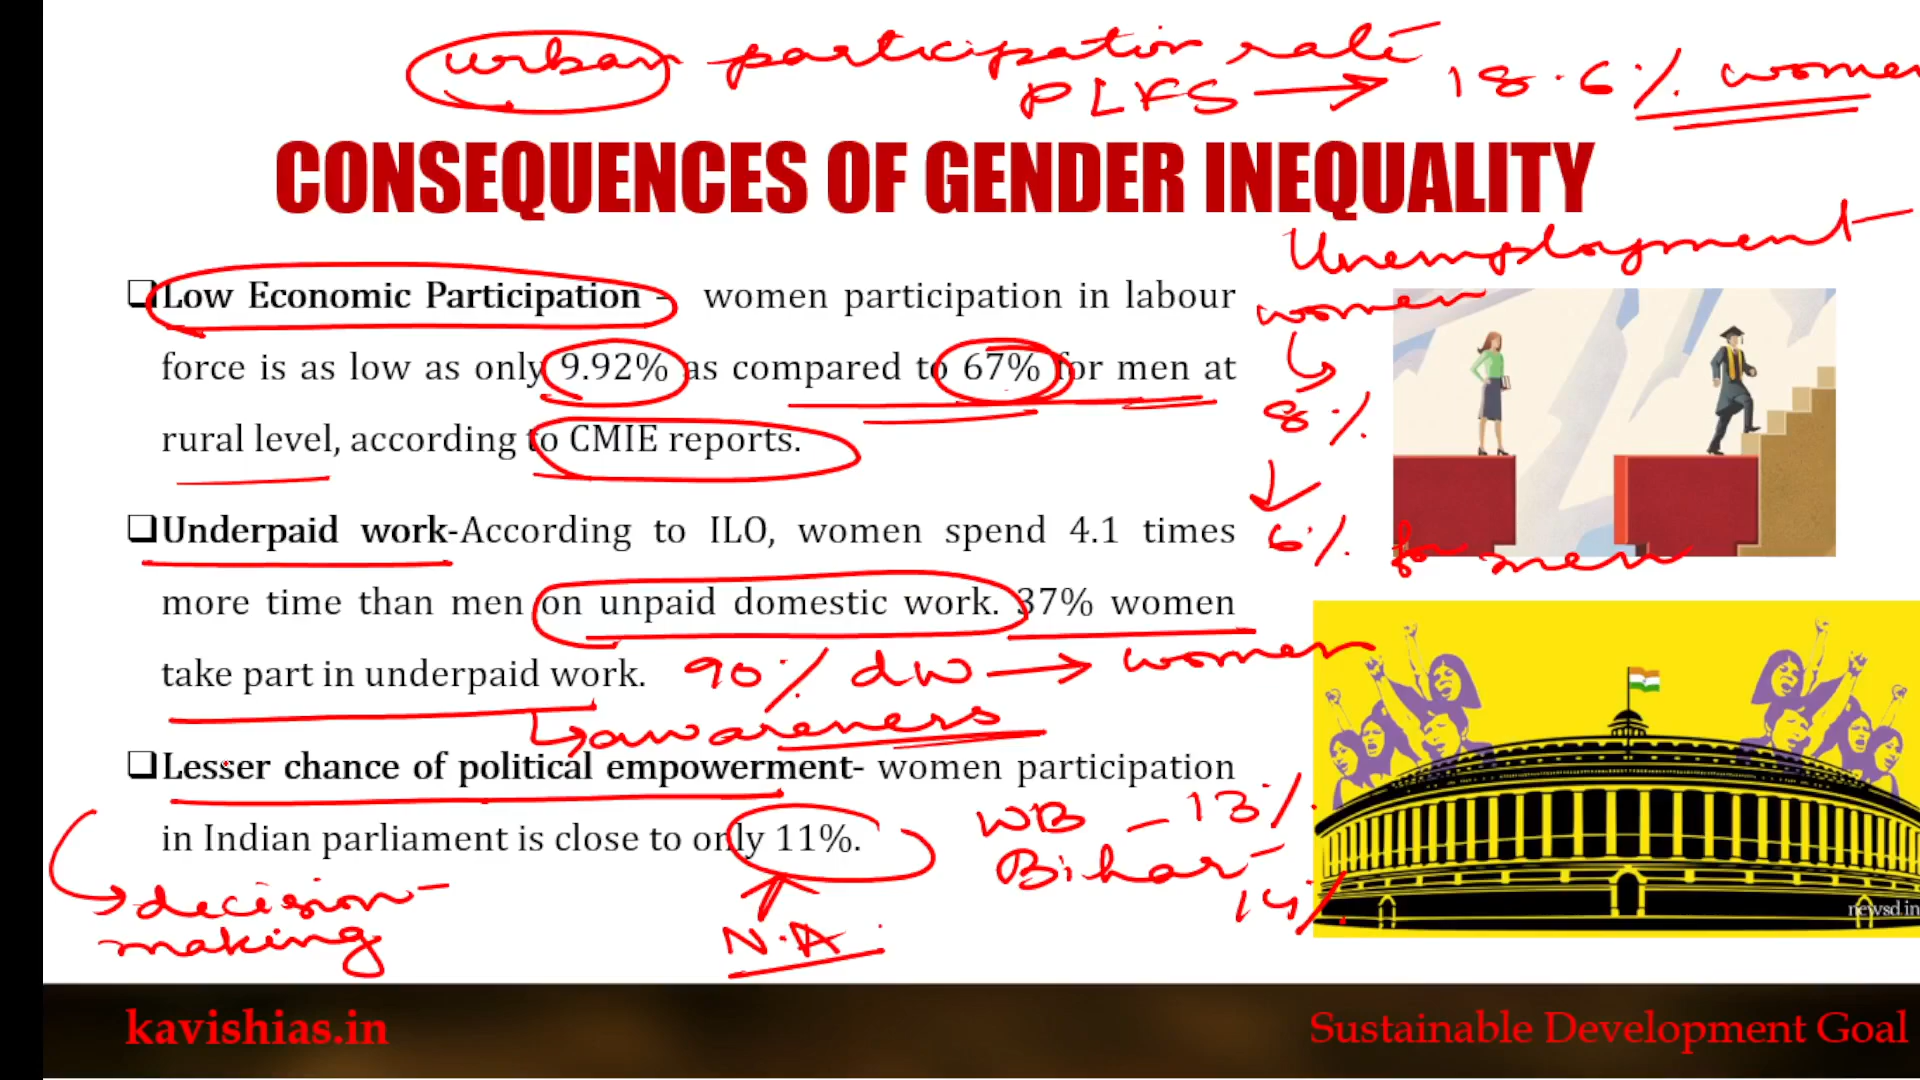 urban participation rate
PLFS → 18.6% women
CONSEQUENCES OF GENDER INEQUALITY
Unemployment
❑Low Economic Participation - women participation in labour
women
force is as low as only 9.92% as compared to 67% for men at
8%
rural level, according to CMIE reports.
❑Underpaid work-According to ILO, women spend 4.1 times
6% for men
more time than men on unpaid domestic work. 37% women
take part in underpaid work.
90% dw → women
awareness
❑Lesser chance of political empowerment- women participation
in Indian parliament is close to only 11%.
WB - 13%
Bihar - 14%
decision-
making
N.A
newsd.in
kavishias.in
Sustainable Development Goal